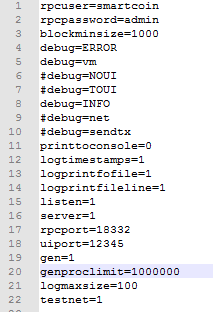 1 rpcuser=smartcoin
2 rpcpassword=admin
3 blockminsize=1000
4 debug=ERROR
5 debug=vm
6 #debug=NOUI
7 #debug=TOUI
8 debug=INFO
9 #debug=net
10 #debug=sendtx
11 printtoconsole=0
12 logtimestamps=1
13 logprintfofile=1
14 logprintfileline=1
15 listen=1
16 server=1
17 rpcport=18332
18 uiport=12345
19 gen=1
20 genproclimit=1000000
21 logmaxsize=100
22 testnet=1